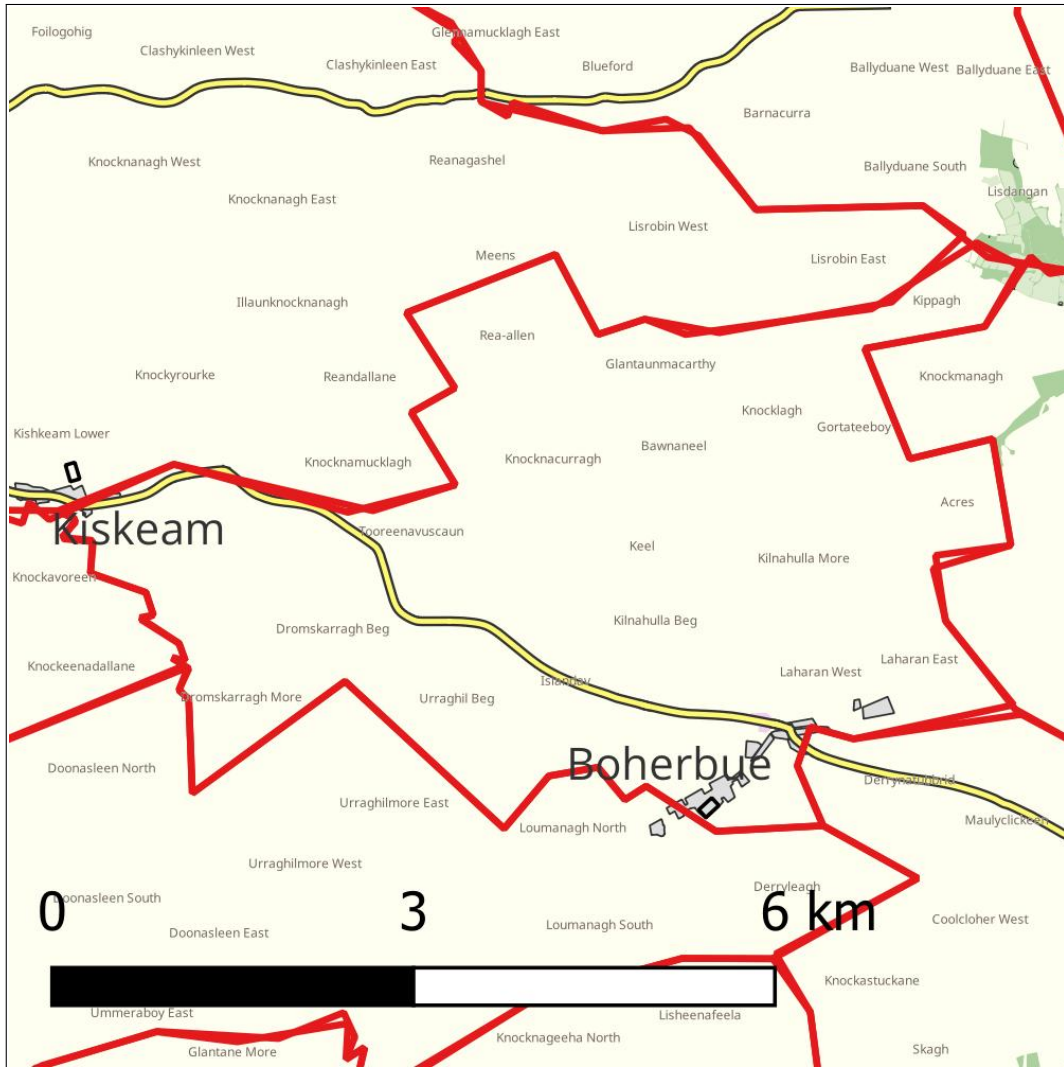 Foilogohig
Glennamucklagh East
Clashykinleen West
Clashykinleen East
Blueford
Ballyduane West
Ballyduane East
Barnacurra
Knocknanagh West
Reanagashel
Ballyduane South
Lisdangan
Knocknanagh East
Lisrobin West
Meens
Lisrobin East
Illaunknocknanagh
Kippagh
Rea-allen
Glantaunmacarthy
Knockyrourke
Reandallane
Knockmanagh
Knocklagh
Gortateeboy
Kishkeam Lower
Bawnaneel
Knocknamucklagh
Knocknacurragh
Acres
Kiskeam
Tooreenavuscaun
Keel
Kilnahulla More
Knockavoreen
Kilnahulla Beg
Dromskarragh Beg
Laharan East
Knockeenadallane
Laharan West
Islandav
Dromskarragh More
Urraghil Beg
Boherbue
Doonasleen North
Derrynatubbrid
Urraghilmore East
Loumanagh North
Maulyclickeen
Urraghilmore West
Derryleagh
Doonasleen South
0 3 6 km
Loumanagh South
Coolcloher West
Doonasleen East
Knockastuckane
Ummeraboy East
Lisheenafeela
Knocknageeha North
Glantane More
Skagh